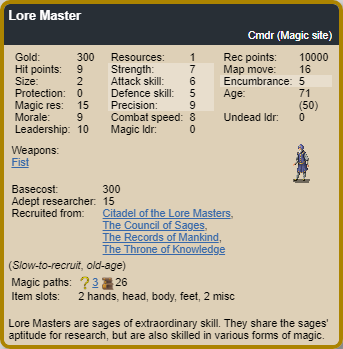 Lore Master
Cmdr (Magic site)
Gold: 300 Resources: 1 Rec points: 10000
Hit points: 9 Strength: 7 Map move: 16
Size: 2 Attack skill: 6 Encumbrance: 5
Protection: 0 Defence skill: 5 Age: 71
Magic res: 15 Precision: 9 (50)
Morale: 9 Combat speed: 8 Undead ldr: 0
Leadership: 10 Magic ldr: 0
Weapons:
Fist
Basecost: 300
Adept researcher: 15
Recruited from: Citadel of the Lore Masters,
The Council of Sages,
The Records of Mankind,
The Throne of Knowledge
(Slow-to-recruit, old-age)
Magic paths: ? 3 26
Item slots: 2 hands, head, body, feet, 2 misc
Lore Masters are sages of extraordinary skill. They share the sages'
aptitude for research, but are also skilled in various forms of magic.